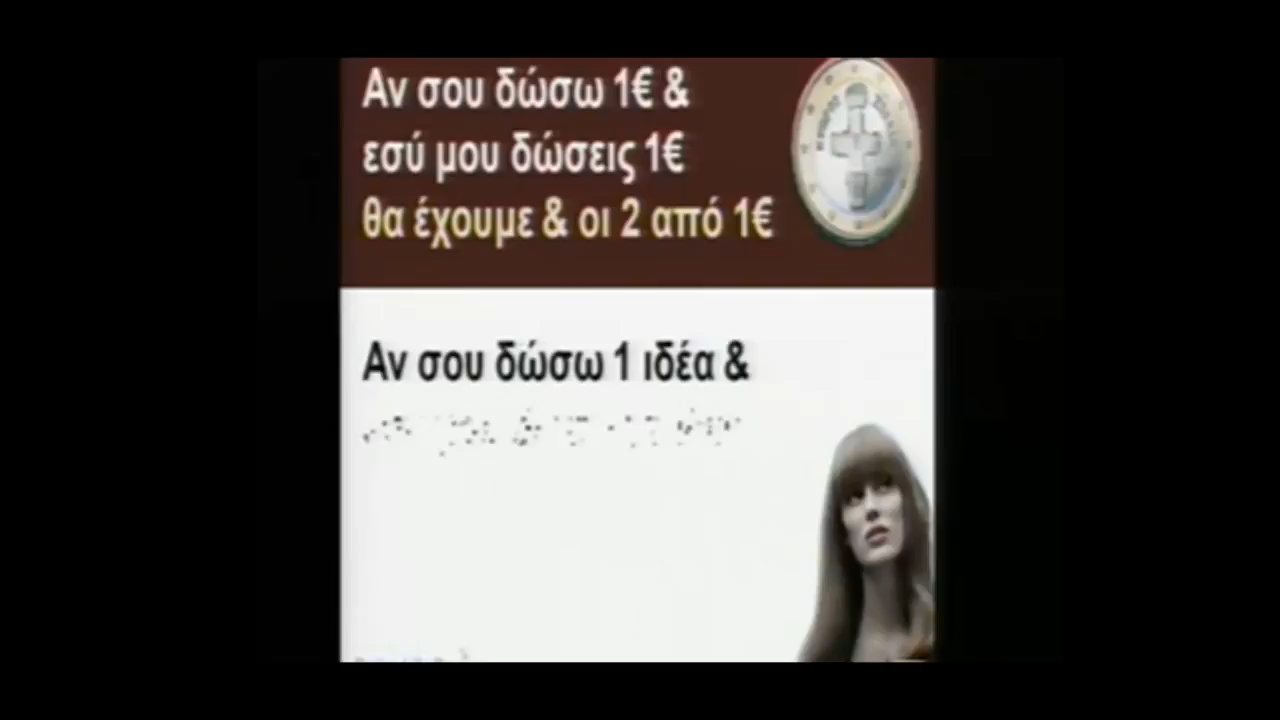 Αν σου δώσω 1€ &
εσύ μου δώσεις 1€
θα έχουμε & οι 2 από 1€
Αν σου δώσω 1 ιδέα &